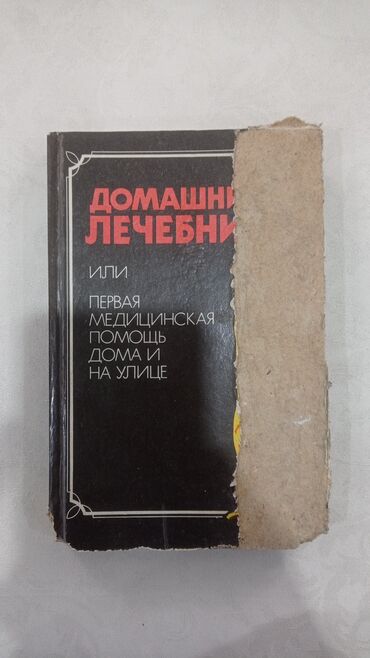 ДОМАШНИ
ЛЕЧЕБНИ
ИЛИ
ПЕРВАЯ
МЕДИЦИНСКАЯ
ПОМОЩЬ
ДОМА И
НА УЛИЦЕ